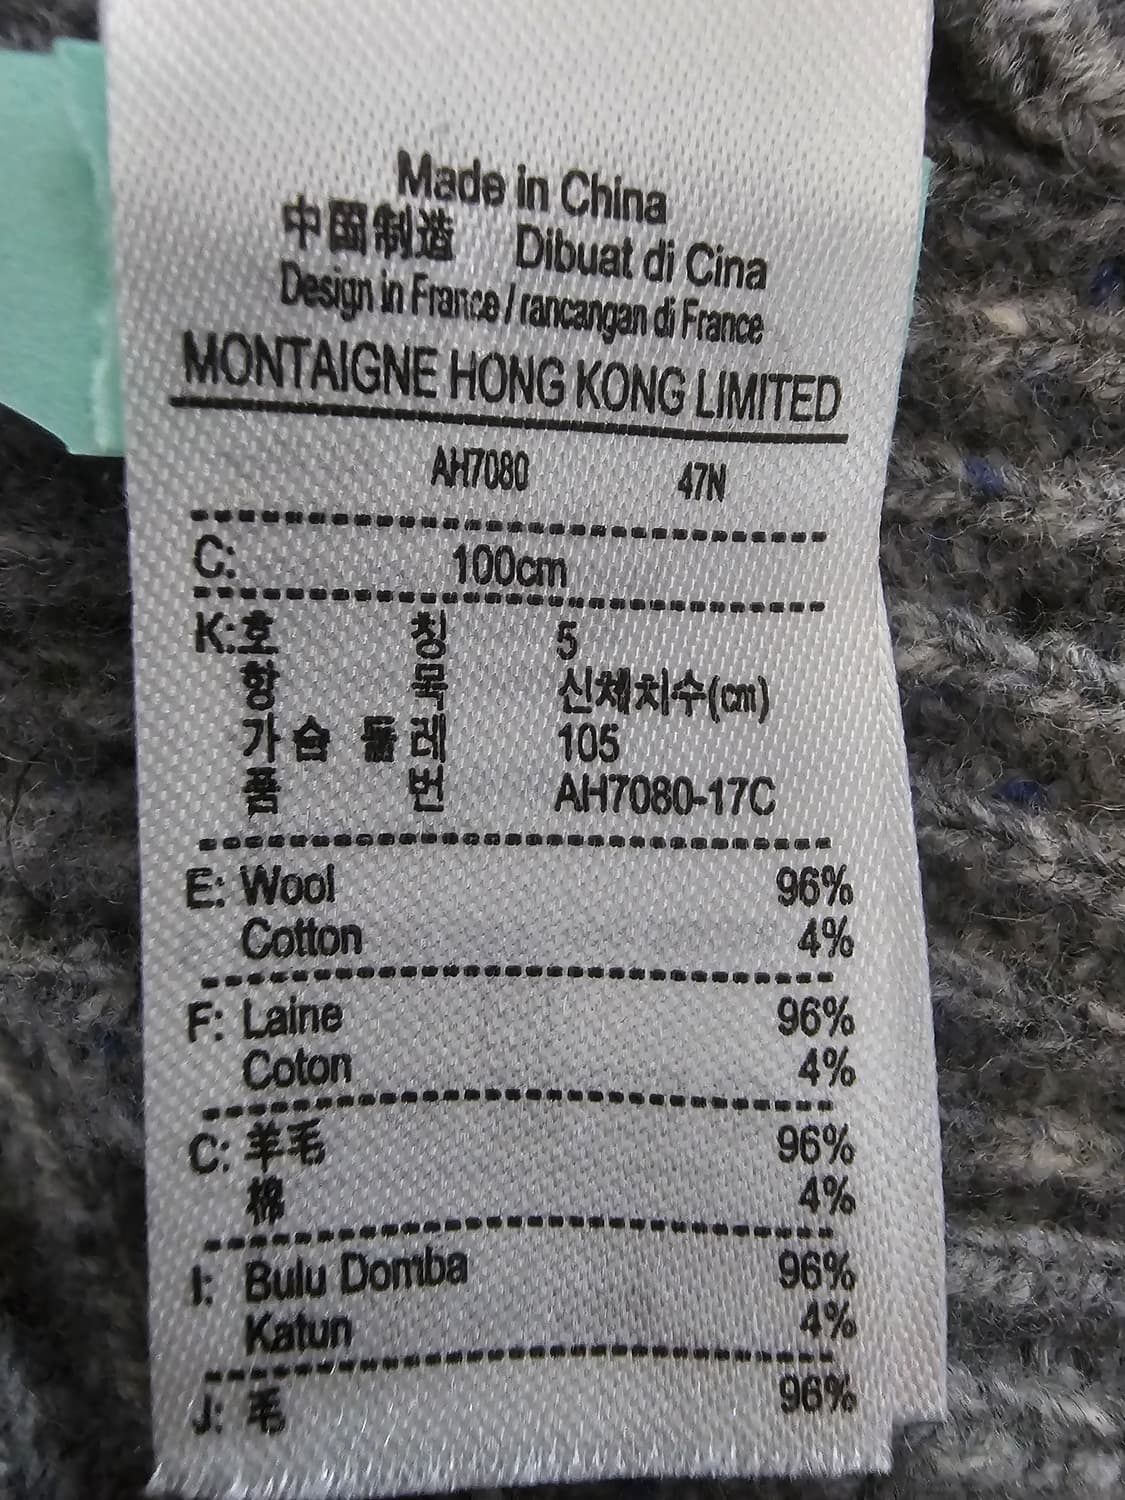 Made in China
中国制造 Dibuat di Cina
Design in France / rancangan di France
MONTAIGNE HONG KONG LIMITED
AH7080 47N
C: 100cm
K:호 칭 5
항 목 신체치수(cm)
가 슴 둘 레 105
품 번 AH7080-17C
E: Wool 96%
Cotton 4%
F: Laine 96%
Coton 4%
C: 羊毛 96%
棉 4%
I: Bulu Domba 96%
Katun 4%
J: 毛 96%